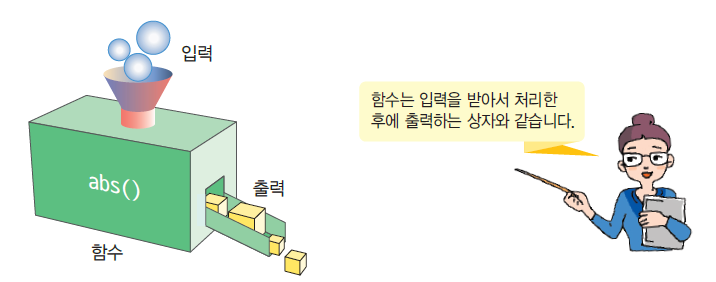 입력
함수는 입력을 받아서 처리한
후에 출력하는 상자와 같습니다.
abs()
출력
함수